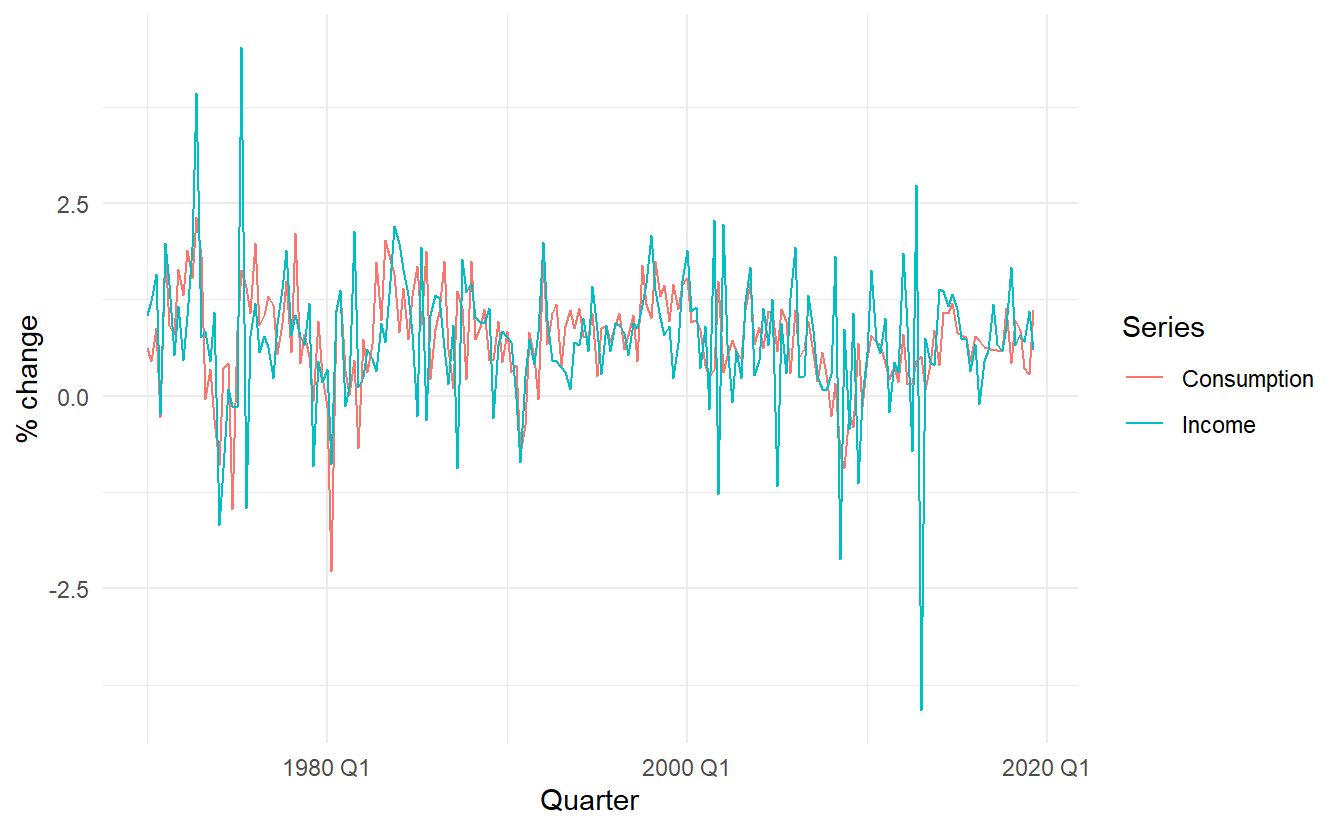 % change
2.5
0.0
-2.5
1980 Q1
2000 Q1
2020 Q1
Quarter
Series
Consumption
Income